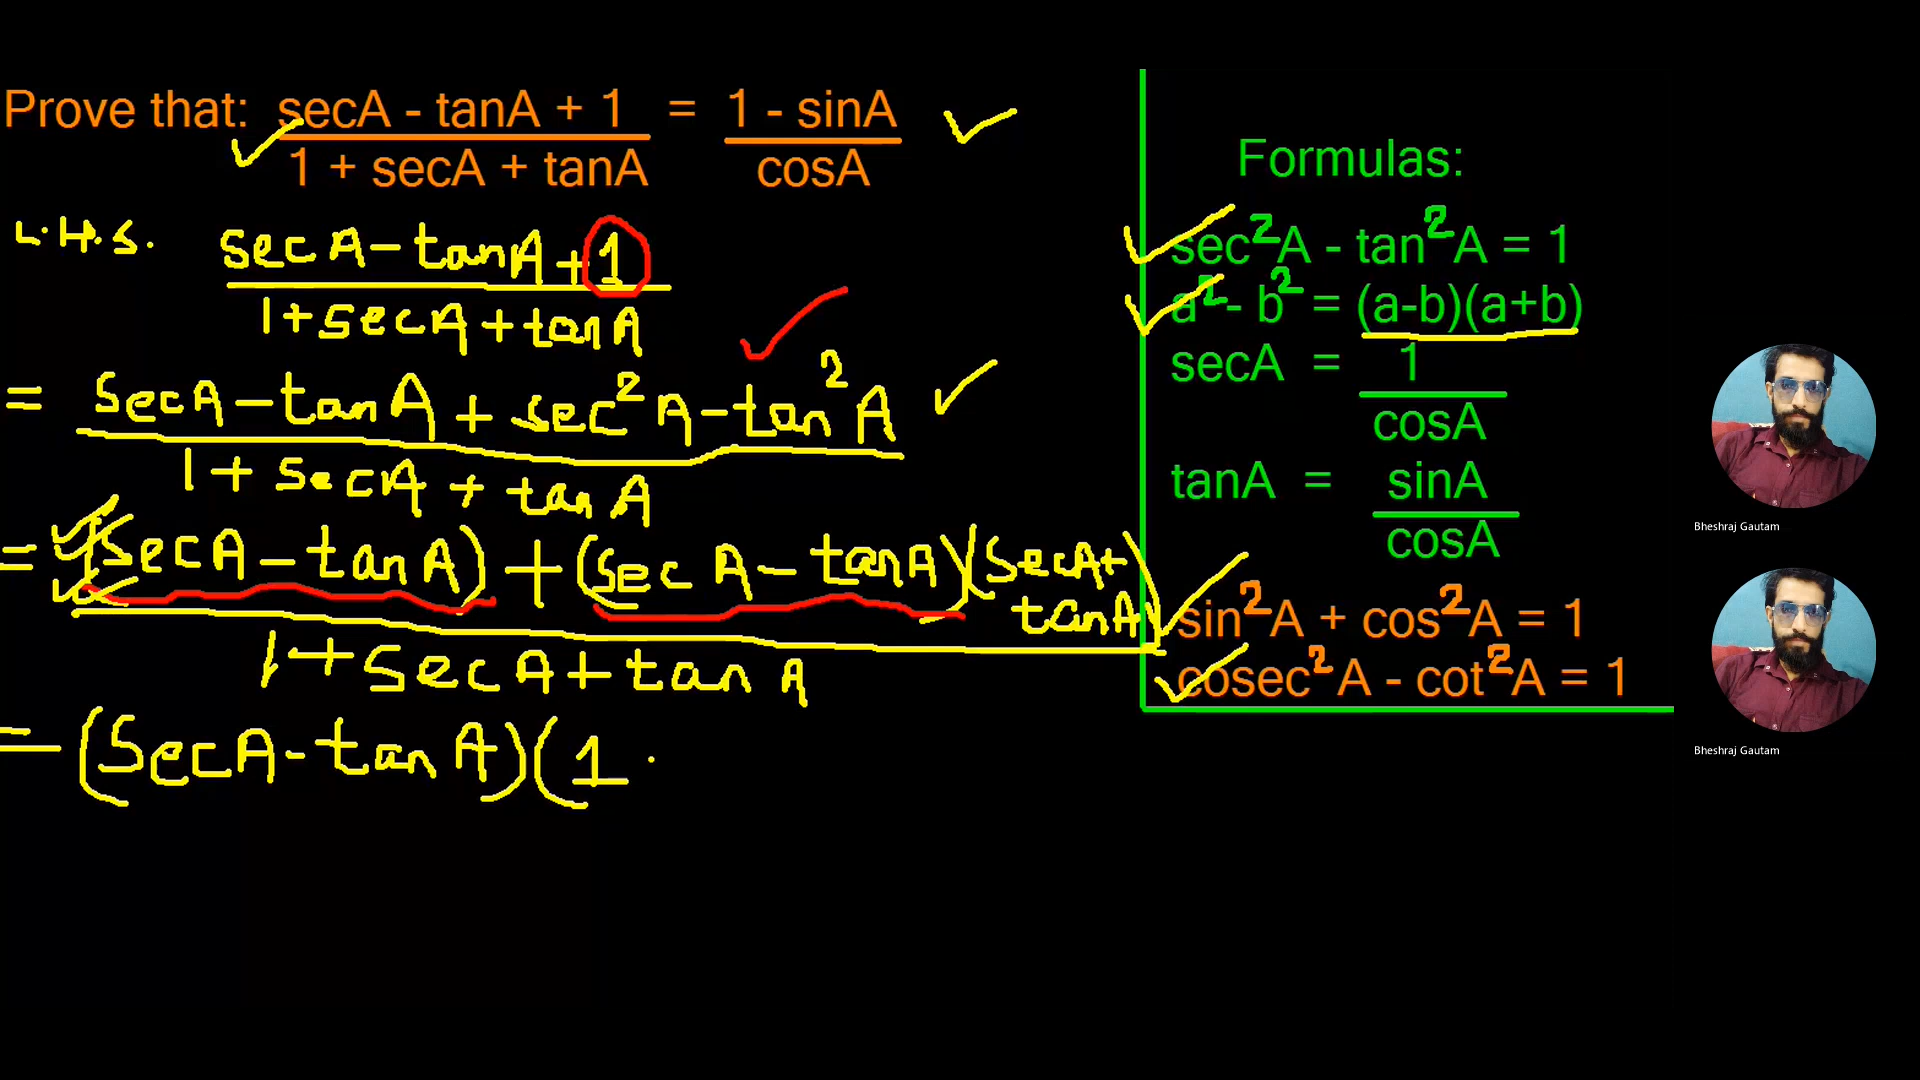 Prove that: secA - tanA + 1 = 1 - sinA
1 + secA + tanA cosA
L.H.S. secA - tanA + 1
1 + secA + tanA
= secA - tanA + sec²A - tan²A
1 + secA + tanA
= (secA - tanA) + (secA - tanA)(secA +
tanA)
1 + secA + tanA
= (secA - tanA)(1
Formulas:
sec²A - tan²A = 1
a² - b² = (a-b)(a+b)
secA = 1
cosA
tanA = sinA
cosA
sin²A + cos²A = 1
cosec²A - cot²A = 1
Bheshraj Gautam
Bheshraj Gautam